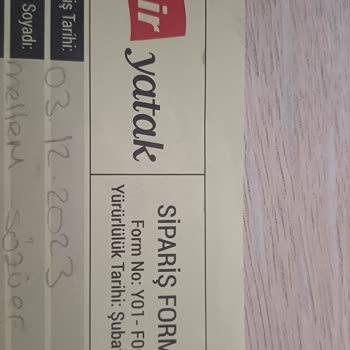 ir
yatak
SİPARİŞ FORM
Form No: Y01-F0
Yürürlülük Tarihi: Şuba
iş Tarihi: 03.12.2023
Soyadı: meltem sözüer